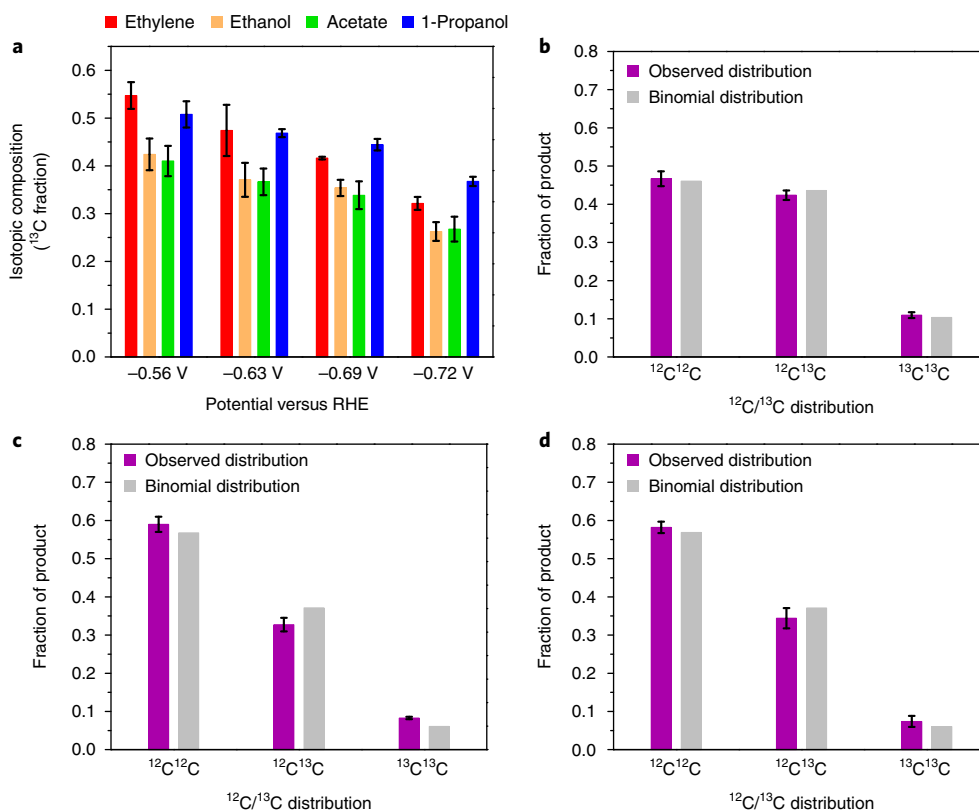 Ethylene Ethanol Acetate 1-Propanol
a
0.6
0.5
0.4
0.3
0.2
0.1
0.0
Isotopic composition
(¹³C fraction)
–0.56 V –0.63 V –0.69 V –0.72 V
Potential versus RHE
b
0.8
0.7
0.6
0.5
0.4
0.3
0.2
0.1
0.0
Fraction of product
Observed distribution
Binomial distribution
¹²C¹²C ¹²C¹³C ¹³C¹³C
¹²C/¹³C distribution
c
0.8
0.7
0.6
0.5
0.4
0.3
0.2
0.1
0.0
Fraction of product
Observed distribution
Binomial distribution
¹²C¹²C ¹²C¹³C ¹³C¹³C
¹²C/¹³C distribution
d
0.8
0.7
0.6
0.5
0.4
0.3
0.2
0.1
0.0
Fraction of product
Observed distribution
Binomial distribution
¹²C¹²C ¹²C¹³C ¹³C¹³C
¹²C/¹³C distribution